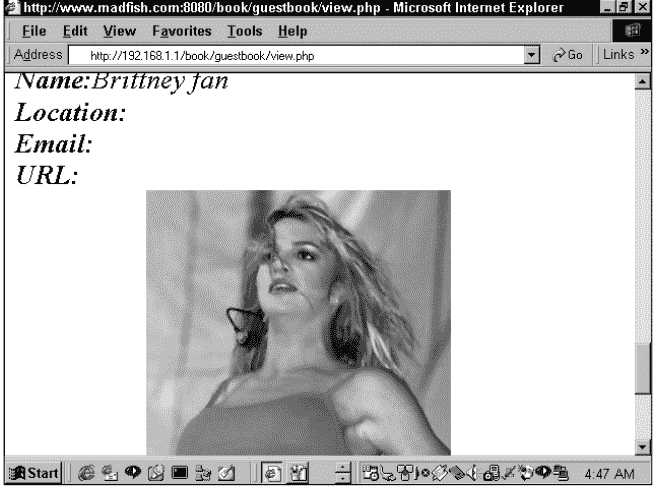 http://www.madfish.com:8080/book/guestbook/view.php - Microsoft Internet Explorer
File Edit View Favorites Tools Help
Address http://192.168.1.1/book/guestbook/view.php Go Links »
Name:Brittney fan
Location:
Email:
URL:
Start 4:47 AM